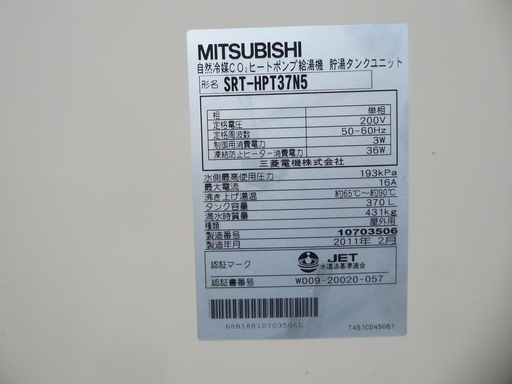 MITSUBISHI
自然冷媒CO₂ヒートポンプ給湯機 貯湯タンクユニット
形名 SRT-HPT37N5
相 単相
定格電圧 200V
定格周波数 50-60Hz
制御用消費電力 3W
凍結防止ヒーター消費電力 36W
三菱電機株式会社
水側最高使用圧力 193kPa
最大電流 16A
沸き上げ湯温 約65℃~約90℃
タンク容量 370L
満水時質量 431kg
種類 屋外用
製造番号 10703506
製造年月 2011年 2月
認証マーク JET
水道法基準適合
認証書番号 W009-20020-057
68B18810703506L
T451C045G61